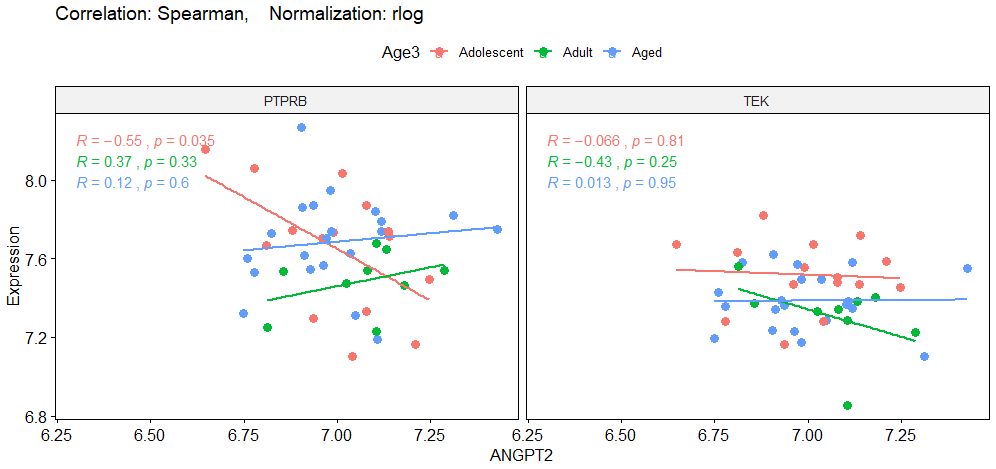 Correlation: Spearman,    Normalization: rlog
Age3 Adolescent Adult Aged
PTPRB TEK
R = −0.55 , p = 0.035 R = −0.066 , p = 0.81
R = 0.37 , p = 0.33 R = −0.43 , p = 0.25
R = 0.12 , p = 0.6 R = 0.013 , p = 0.95
8.0
7.6
7.2
6.8
Expression
6.25 6.50 6.75 7.00 7.25 6.25 6.50 6.75 7.00 7.25
ANGPT2